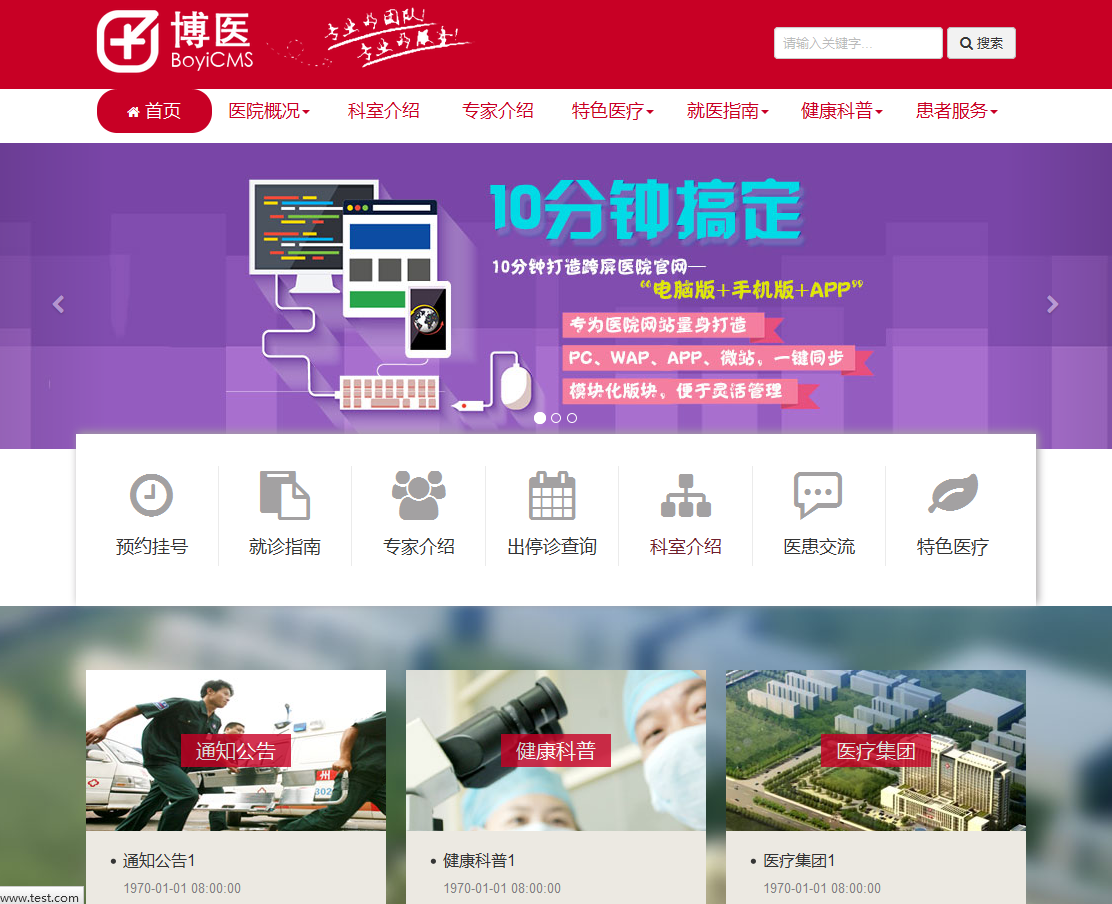 博医
BoyiCMS
专业的团队!
专业的服务!
请输入关键字...
搜索
首页
医院概况
科室介绍
专家介绍
特色医疗
就医指南
健康科普
患者服务
10分钟搞定
10分钟打造跨屏医院官网—
“电脑版+手机版+APP”
专为医院网站量身打造
PC、WAP、APP、微站，一键同步
模块化版块，便于灵活管理
预约挂号
就诊指南
专家介绍
出停诊查询
科室介绍
医患交流
特色医疗
通知公告
健康科普
医疗集团
州
302
通知公告1
1970-01-01 08:00:00
健康科普1
1970-01-01 08:00:00
医疗集团1
1970-01-01 08:00:00
www.test.com